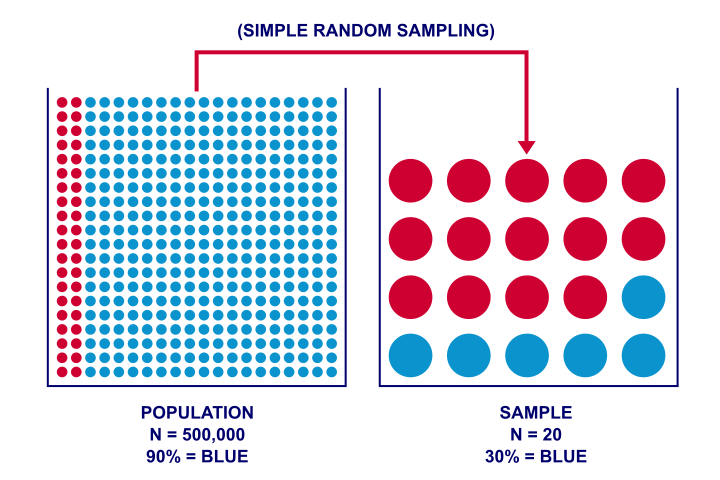 (SIMPLE RANDOM SAMPLING)
POPULATION
N = 500,000
90% = BLUE
SAMPLE
N = 20
30% = BLUE